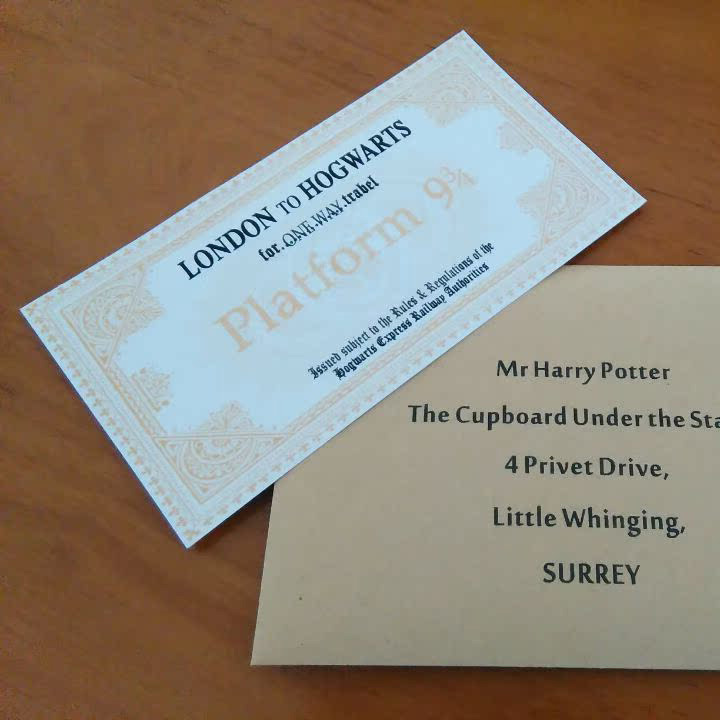 LONDON TO HOGWARTS
for ONE WAY trabel
Platform 9¾
Issued subject to the Rules & Regulations of the
Hogwarts Express Railway Authorities
Mr Harry Potter
The Cupboard Under the Sta
4 Privet Drive,
Little Whinging,
SURREY